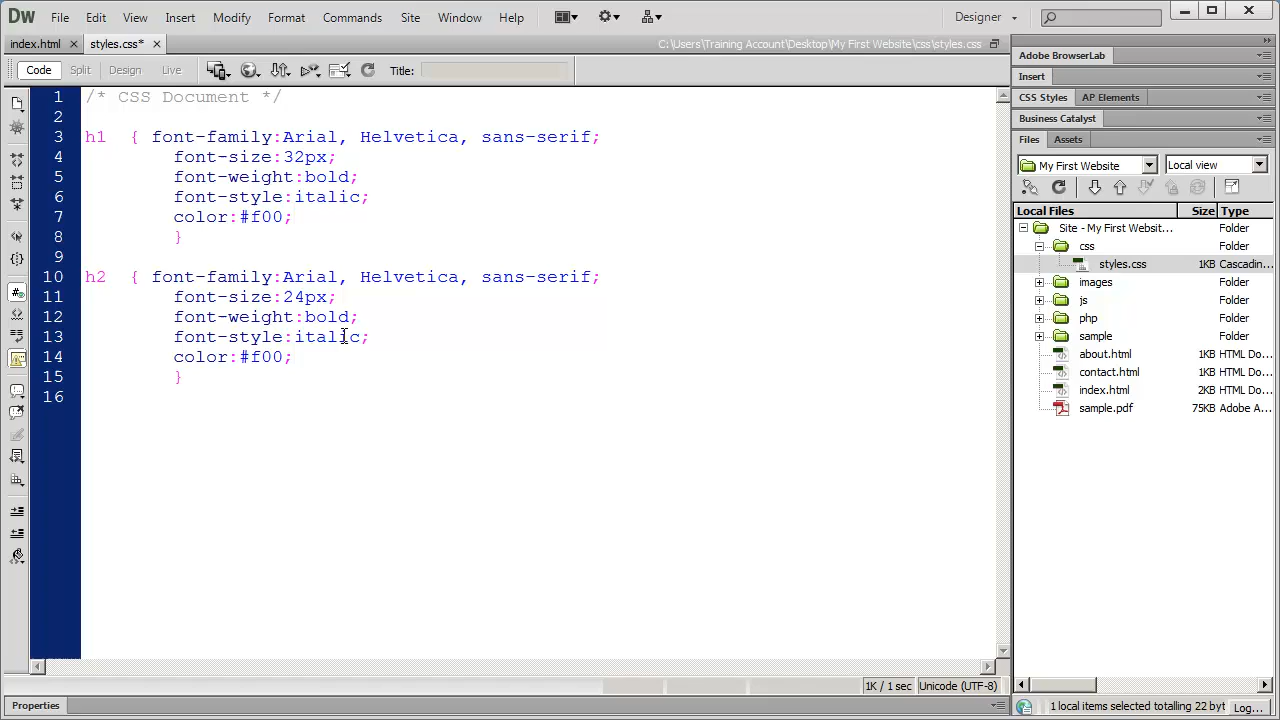 Dw File Edit View Insert Modify Format Commands Site Window Help Designer
index.html styles.css* C:\Users\Training Account\Desktop\My First Website\css\styles.css
Code Split Design Live Title:
1 /* CSS Document */
2
3 h1 { font-family:Arial, Helvetica, sans-serif;
4 font-size:32px;
5 font-weight:bold;
6 font-style:italic;
7 color:#f00;
8 }
9
10 h2 { font-family:Arial, Helvetica, sans-serif;
11 font-size:24px;
12 font-weight:bold;
13 font-style:italic;
14 color:#f00;
15 }
16
1K / 1 sec Unicode (UTF-8)
Properties
Adobe BrowserLab
Insert
CSS Styles AP Elements
Business Catalyst
Files Assets
My First Website Local view
Local Files Size Type
Site - My First Websit... Folder
css Folder
styles.css 1KB Cascadin...
images Folder
js Folder
php Folder
sample Folder
about.html 1KB HTML Do...
contact.html 1KB HTML Do...
index.html 2KB HTML Do...
sample.pdf 75KB Adobe A...
1 local items selected totalling 22 byt Log...